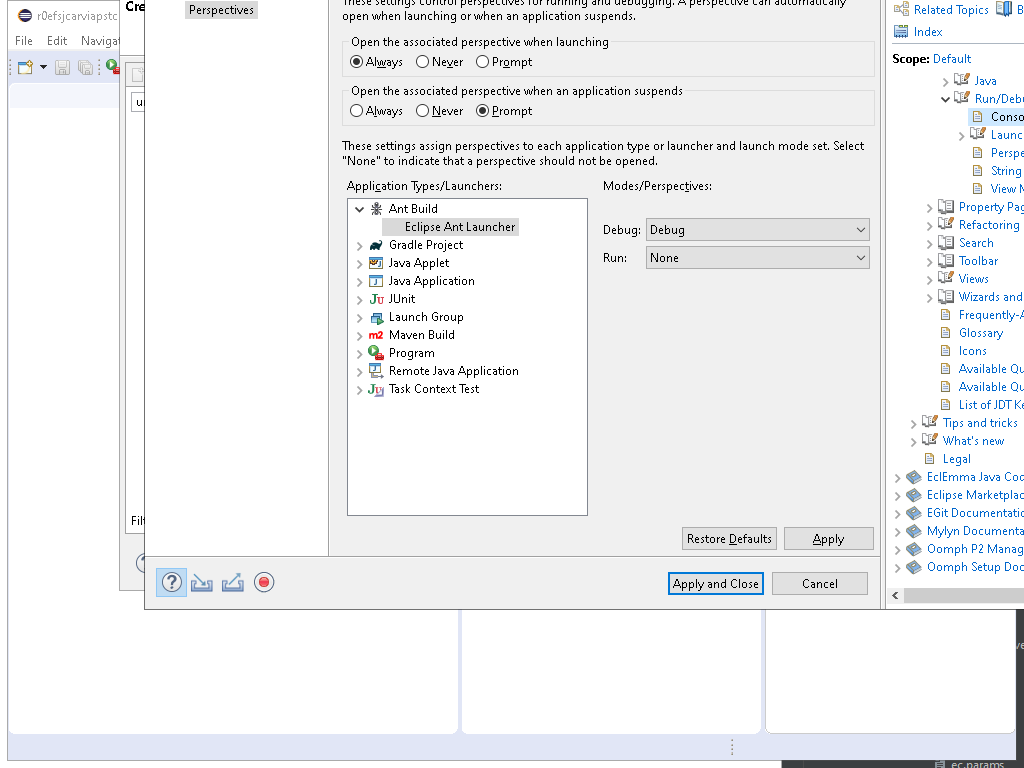 r0efsjcarviapstc
File Edit Navigat
Cre
Filt
Perspectives
These settings control perspectives for running and debugging. A perspective can automatically
open when launching or when an application suspends.
Open the associated perspective when launching
Always Never Prompt
Open the associated perspective when an application suspends
Always Never Prompt
These settings assign perspectives to each application type or launcher and launch mode set. Select
"None" to indicate that a perspective should not be opened.
Application Types/Launchers:
Ant Build
Eclipse Ant Launcher
Gradle Project
Java Applet
Java Application
JUnit
Launch Group
Maven Build
Program
Remote Java Application
Task Context Test
Modes/Perspectives:
Debug: Debug
Run: None
Restore Defaults Apply
Apply and Close Cancel
Related Topics B
Index
Scope: Default
Java
Run/Debu
Conso
Launc
Perspe
String
View M
Property Pag
Refactoring
Search
Toolbar
Views
Wizards and
Frequently-A
Glossary
Icons
Available Qu
Available Qu
List of JDT Ke
Tips and tricks
What's new
Legal
EclEmma Java Cod
Eclipse Marketplac
EGit Documentatio
Mylyn Documenta
Oomph P2 Manag
Oomph Setup Doc
ve
ec.params